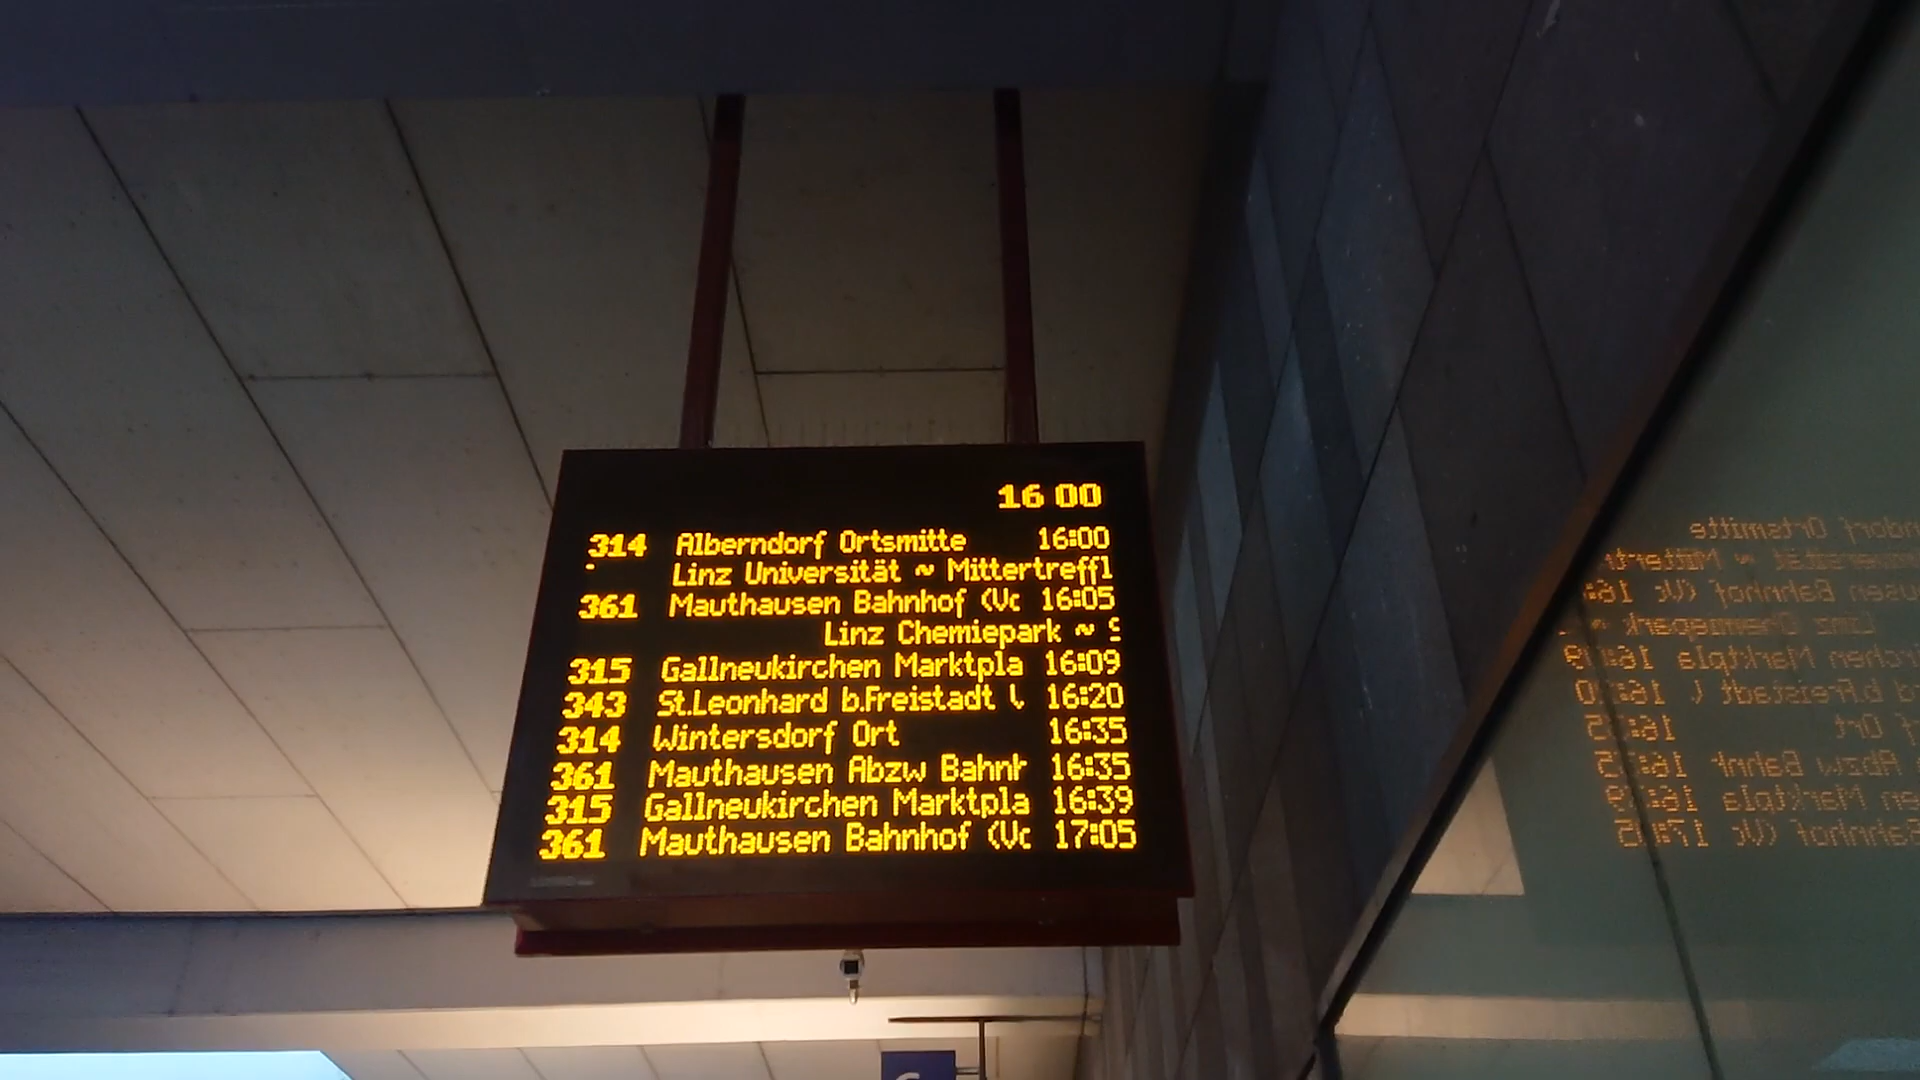 16 00
314 Alberndorf Ortsmitte 16:00
Linz Universität ~ Mittertreffl
361 Mauthausen Bahnhof (Vc 16:05
Linz Chemiepark ~ S
315 Gallneukirchen Marktpla 16:09
343 St.Leonhard b.Freistadt 16:20
314 Wintersdorf Ort 16:35
361 Mauthausen Abzw Bahnh 16:35
315 Gallneukirchen Marktpla 16:39
361 Mauthausen Bahnhof (Vc 17:05